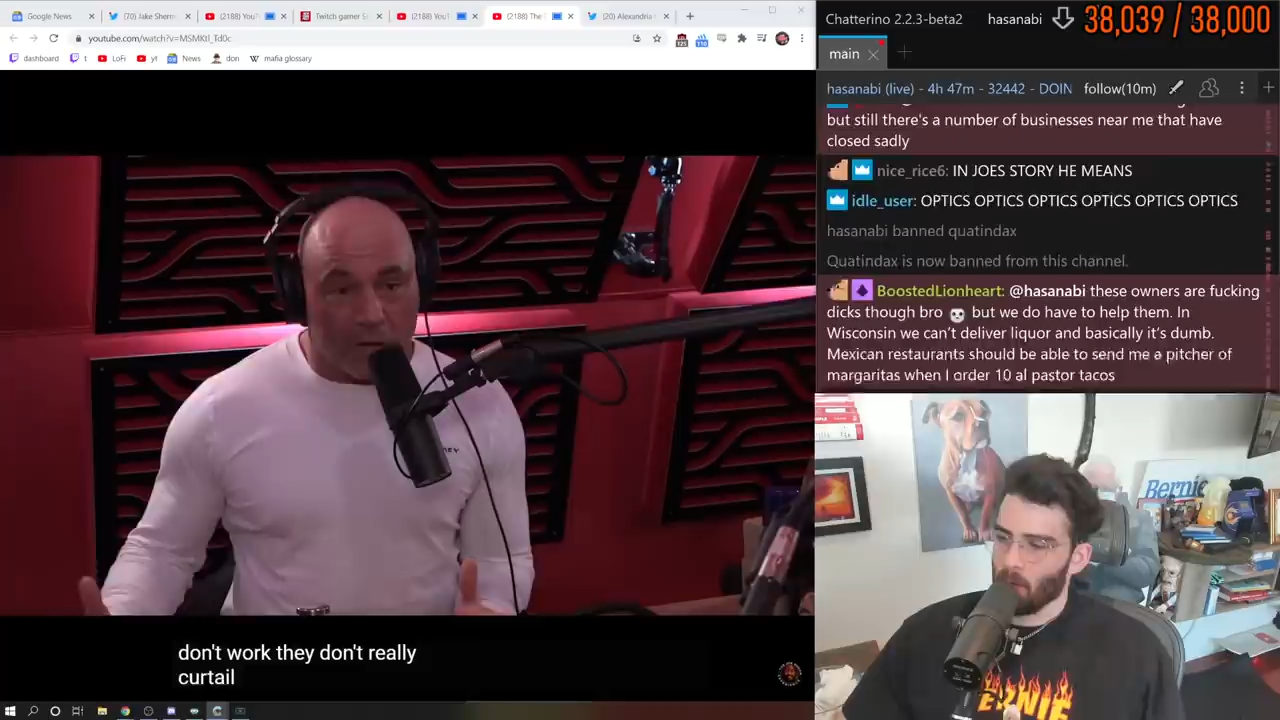 Google News
(70) Jake Sherm
(2188) YouT
Twitch gamer S
(2188) YouT
(2188) The
(20) Alexandria
youtube.com/watch?v=MSMKtl_Td0c
dashboard
t
LoFi
yt
News
don
mafia glossary
don't work they don't really
curtail
Chatterino 2.2.3-beta2
hasanabi
38,039 / 38,000
main
hasanabi (live) - 4h 47m - 32442 - DOIN
follow(10m)
but still there's a number of businesses near me that have
closed sadly
nice_rice6: IN JOES STORY HE MEANS
idle_user: OPTICS OPTICS OPTICS OPTICS OPTICS OPTICS
hasanabi banned quatindax
Quatindax is now banned from this channel.
BoostedLionheart: @hasanabi these owners are fucking
dicks though bro but we do have to help them. In
Wisconsin we can't deliver liquor and basically it's dumb.
Mexican restaurants should be able to send me a pitcher of
margaritas when I order 10 al pastor tacos
Bernie
ERNIE